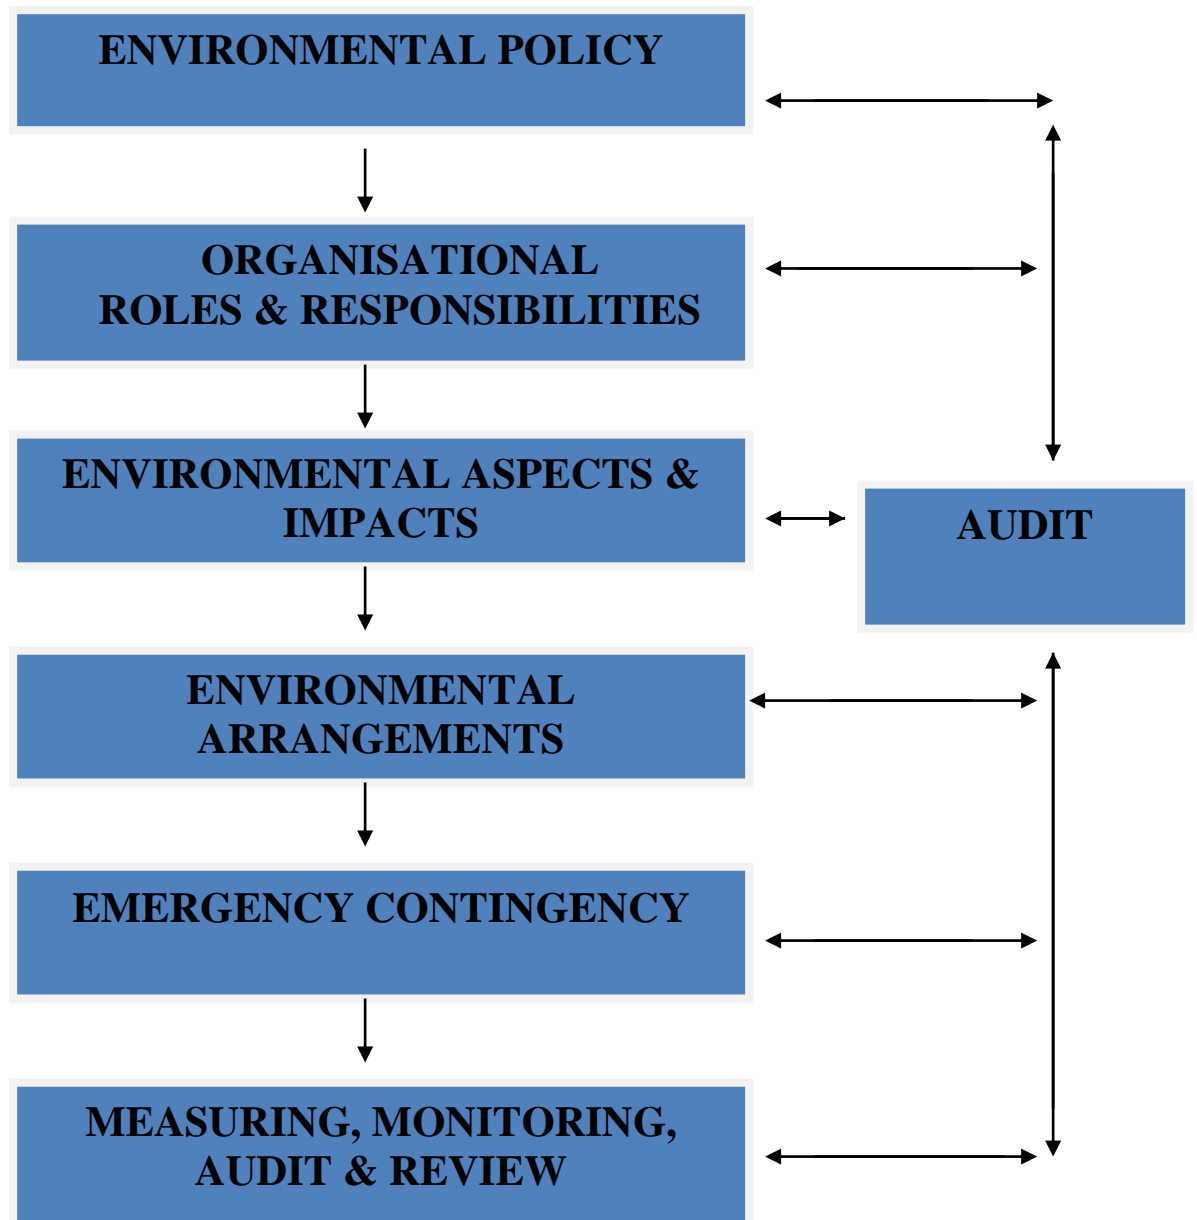 ENVIRONMENTAL POLICY
ORGANISATIONAL
ROLES & RESPONSIBILITIES
ENVIRONMENTAL ASPECTS &
IMPACTS
AUDIT
ENVIRONMENTAL
ARRANGEMENTS
EMERGENCY CONTINGENCY
MEASURING, MONITORING,
AUDIT & REVIEW